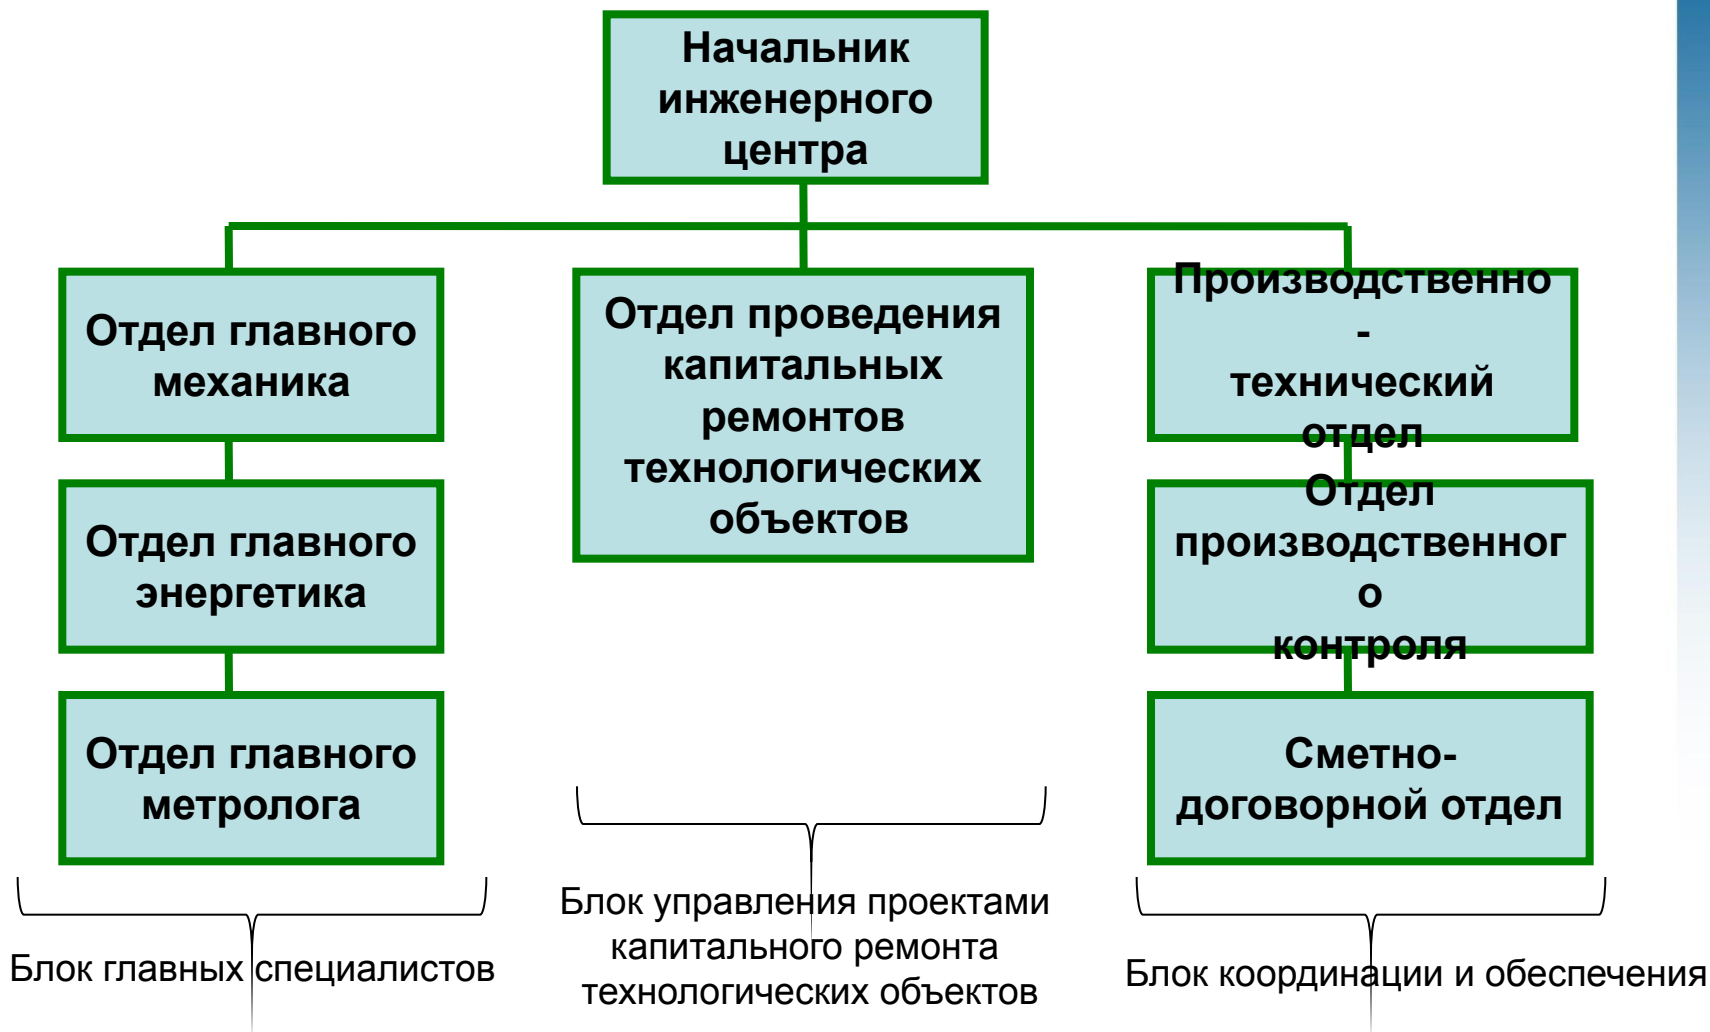 Начальник
инженерного
центра
Отдел главного
механика
Отдел главного
энергетика
Отдел главного
метролога
Блок главных специалистов
Отдел проведения
капитальных
ремонтов
технологических
объектов
Блок управления проектами
капитального ремонта
технологических объектов
Производственно
-
технический
отдел
Отдел
производственног
о
контроля
Сметно-
договорной отдел
Блок координации и обеспечения